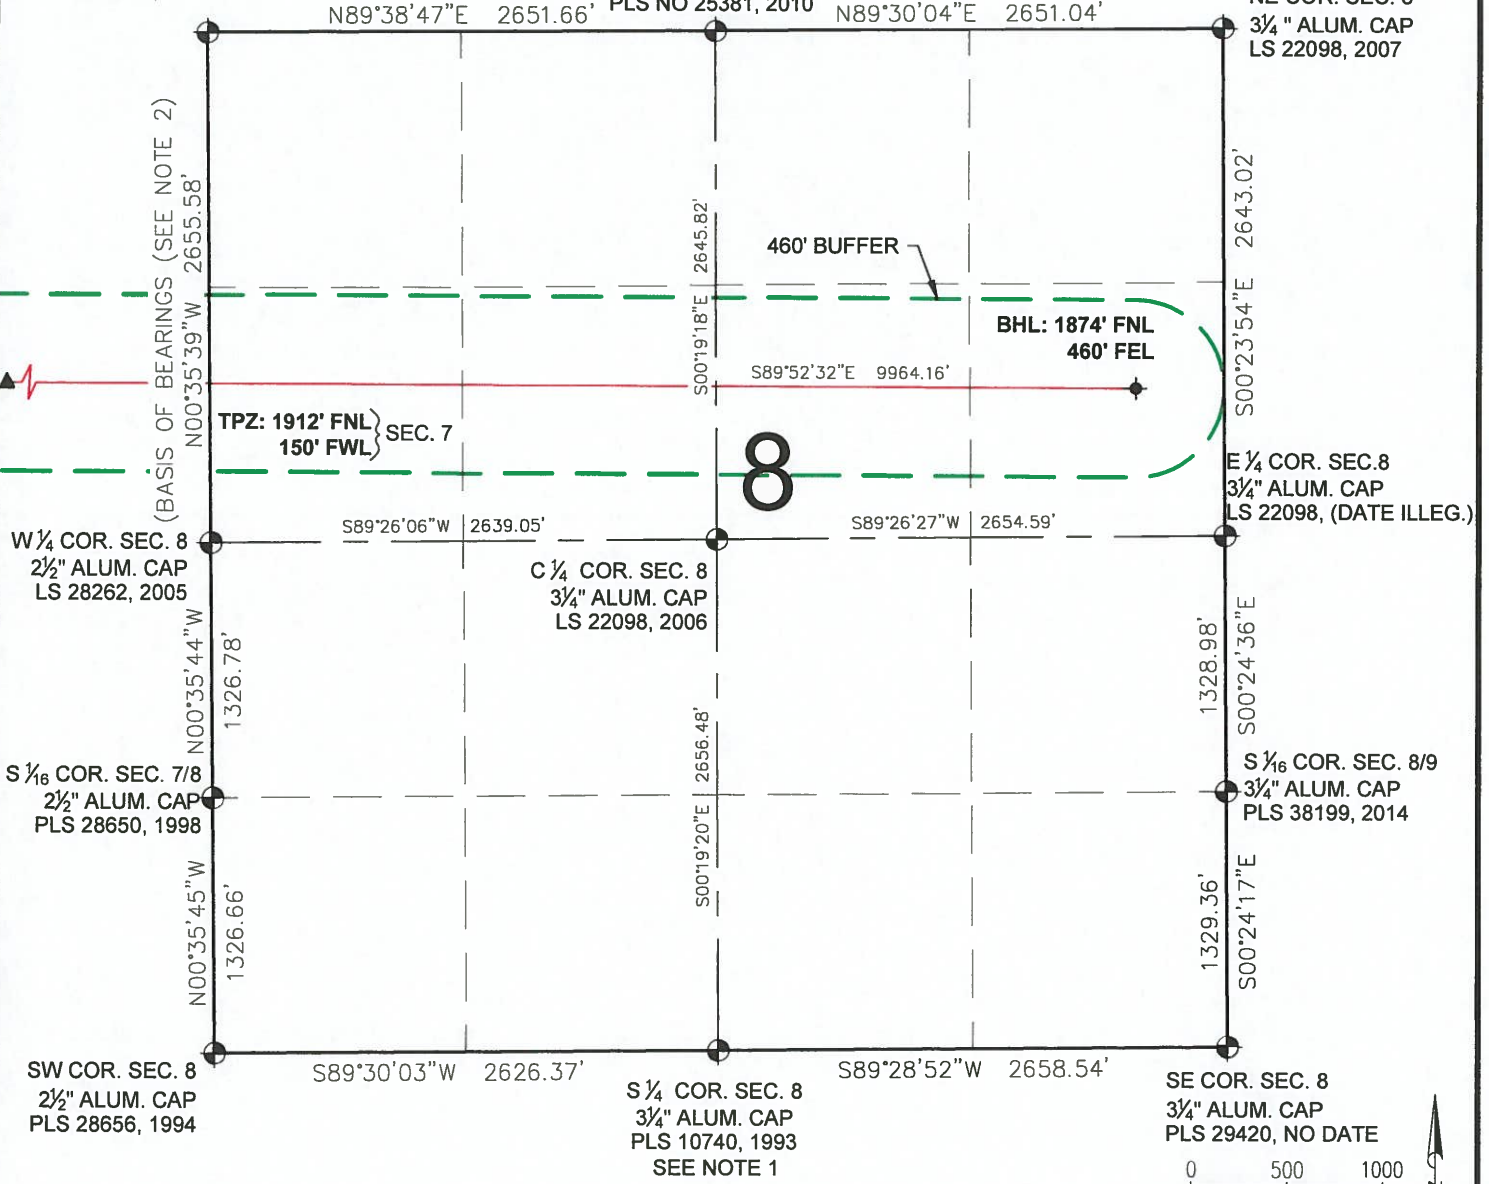 N89°38'47"E 2651.66'
PLS NO 25381, 2010
N89°30'04"E 2651.04'
3¼" ALUM. CAP
LS 22098, 2007
(BASIS OF BEARINGS (SEE NOTE 2)
N00°35'39"W 2655.58'
S00°19'18"E 2645.82'
S00°23'54"E 2643.02'
460' BUFFER
BHL: 1874' FNL
460' FEL
S89°52'32"E 9964.16'
TPZ: 1912' FNL
150' FWL
SEC. 7
8
E ¼ COR. SEC.8
3¼" ALUM. CAP
LS 22098, (DATE ILLEG.)
S89°26'06"W 2639.05'
S89°26'27"W 2654.59'
W ¼ COR. SEC. 8
2½" ALUM. CAP
LS 28262, 2005
C ¼ COR. SEC. 8
3¼" ALUM. CAP
LS 22098, 2006
N00°35'44"W
1326.78'
S00°19'20"E 2656.48'
1328.98'
S00°24'36"E
S 1/16 COR. SEC. 7/8
2½" ALUM. CAP
PLS 28650, 1998
S 1/16 COR. SEC. 8/9
3¼" ALUM. CAP
PLS 38199, 2014
N00°35'45"W
1326.66'
1329.36'
S00°24'17"E
SW COR. SEC. 8
2½" ALUM. CAP
PLS 28656, 1994
S89°30'03"W 2626.37'
S ¼ COR. SEC. 8
3¼" ALUM. CAP
PLS 10740, 1993
SEE NOTE 1
S89°28'52"W 2658.54'
SE COR. SEC. 8
3¼" ALUM. CAP
PLS 29420, NO DATE
0 500 1000